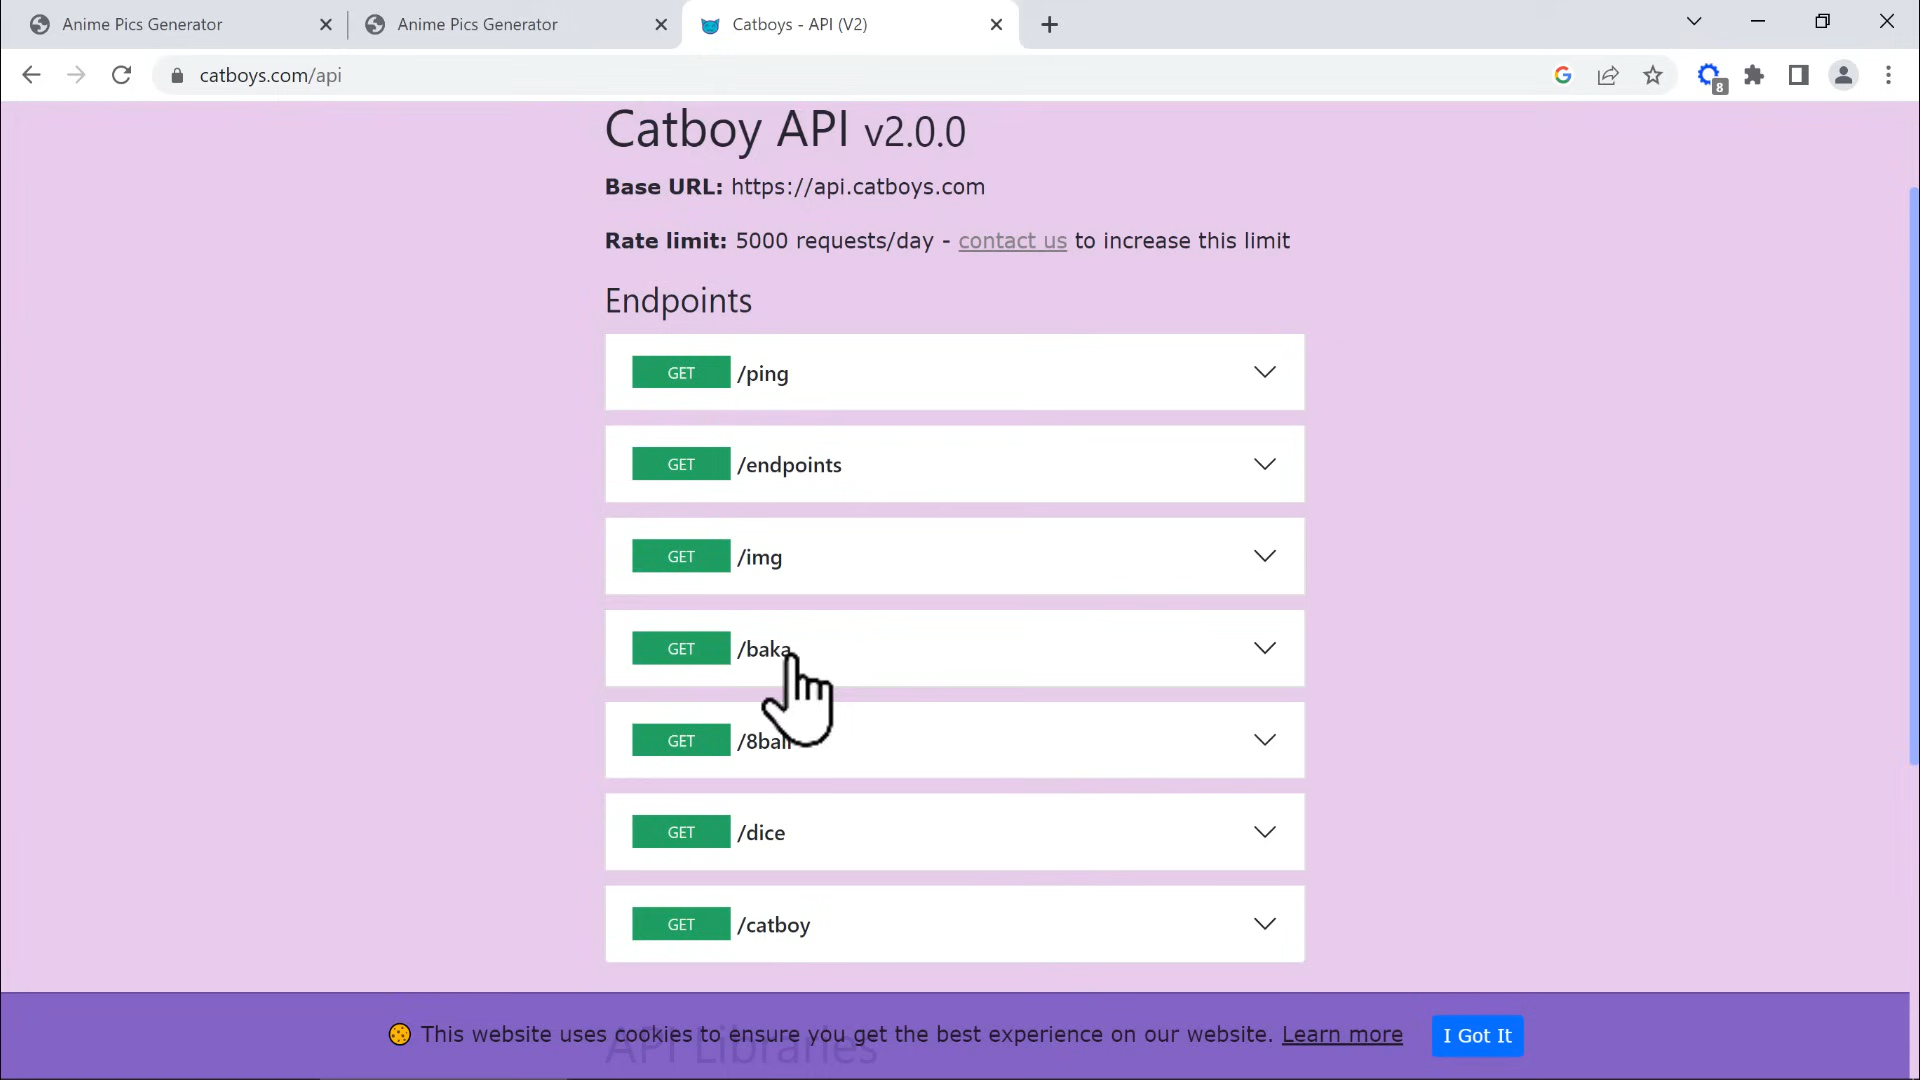 Anime Pics Generator
Anime Pics Generator
Catboys - API (V2)
catboys.com/api
8
Catboy API v2.0.0
Base URL: https://api.catboys.com
Rate limit: 5000 requests/day - contact us to increase this limit
Endpoints
GET /ping
GET /endpoints
GET /img
GET /baka
GET /8ball
GET /dice
GET /catboy
This website uses cookies to ensure you get the best experience on our website. Learn more
I Got It
API Libraries